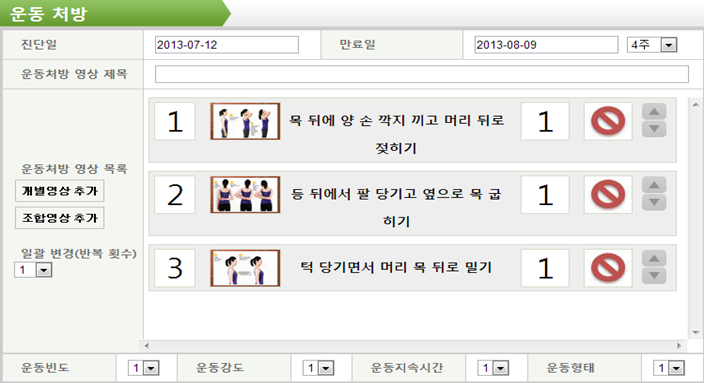 운동 처방
진단일 2013-07-12 만료일 2013-08-09 4주
운동처방 영상 제목
1 목 뒤에 양 손 깍지 끼고 머리 뒤로 1
젖히기
운동처방 영상 목록
개별영상 추가
조합영상 추가
2 등 뒤에서 팔 당기고 옆으로 목 굽 1
히기
일괄 변경(반복 횟수)
1
3 턱 당기면서 머리 목 뒤로 밀기 1
운동빈도 1 운동강도 1 운동지속시간 1 운동형태 1